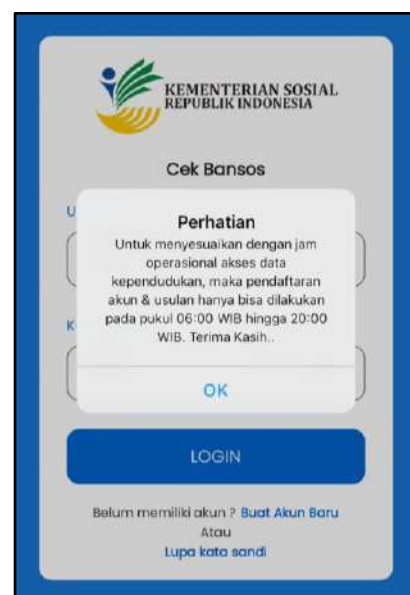 KEMENTERIAN SOSIAL
REPUBLIK INDONESIA
Cek Bansos
U
Perhatian
Untuk menyesuaikan dengan jam
operasional akses data
kependudukan, maka pendaftaran
akun & usulan hanya bisa dilakukan
pada pukul 06:00 WIB hingga 20:00
WIB. Terima Kasih..
K
OK
LOGIN
Belum memiliki akun ? Buat Akun Baru
Atau
Lupa kata sandi